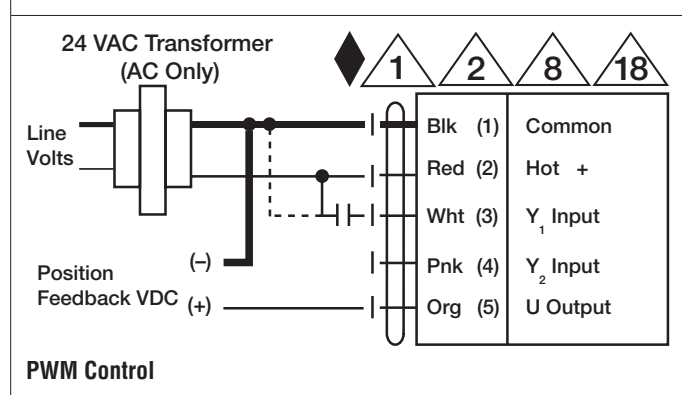 24 VAC Transformer
(AC Only)
1 2 8 18
Line
Volts
Blk (1) Common
Red (2) Hot +
Wht (3) Y1 Input
Pnk (4) Y2 Input
Org (5) U Output
Position
Feedback VDC
(–)
(+)
PWM Control